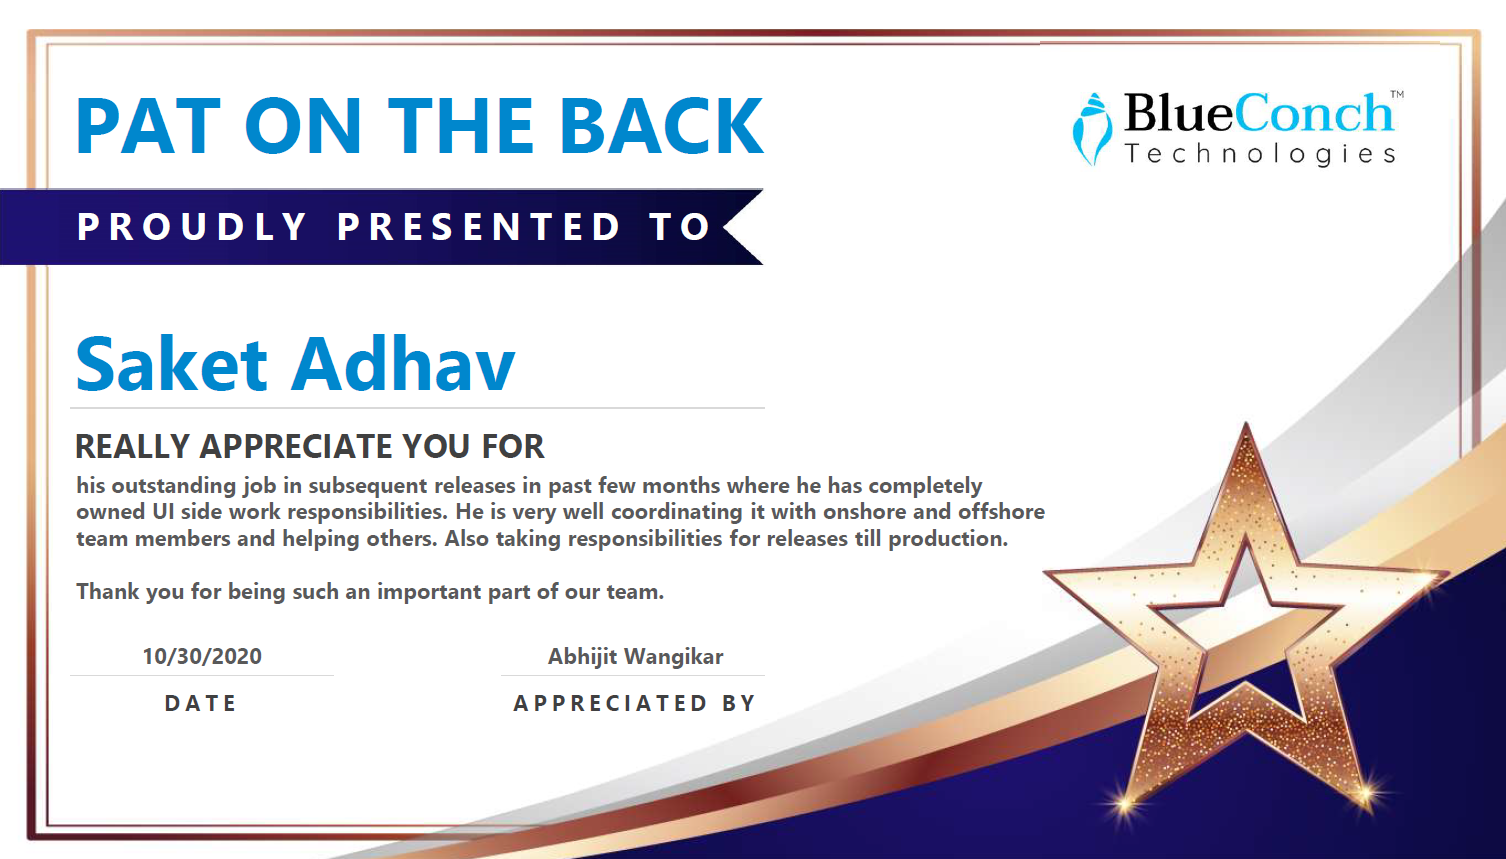 PAT ON THE BACK
BlueConch™
Technologies
PROUDLY PRESENTED TO
Saket Adhav
REALLY APPRECIATE YOU FOR
his outstanding job in subsequent releases in past few months where he has completely
owned UI side work responsibilities. He is very well coordinating it with onshore and offshore
team members and helping others. Also taking responsibilities for releases till production.
Thank you for being such an important part of our team.
10/30/2020
Abhijit Wangikar
DATE
APPRECIATED BY